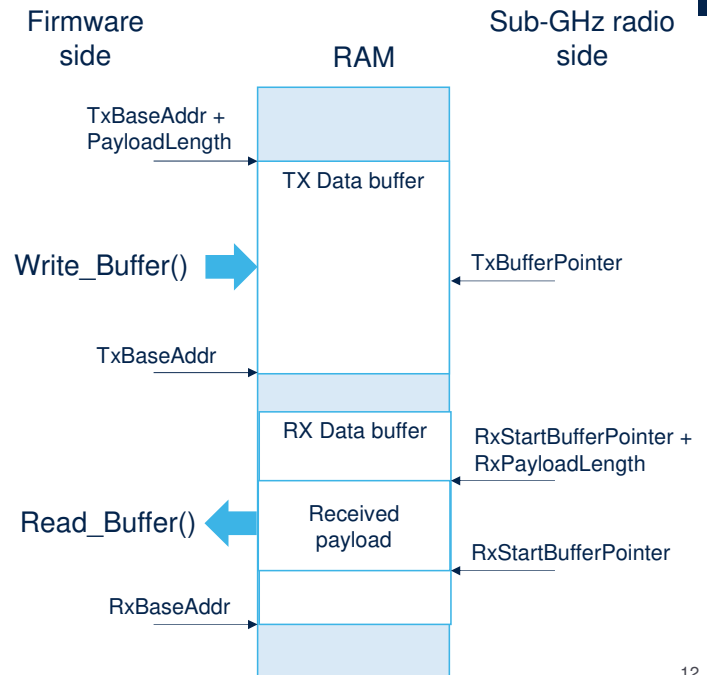 Firmware
side
RAM
Sub-GHz radio
side
TxBaseAddr +
PayloadLength
TX Data buffer
Write_Buffer()
TxBufferPointer
TxBaseAddr
RX Data buffer
RxStartBufferPointer +
RxPayloadLength
Read_Buffer()
Received
payload
RxStartBufferPointer
RxBaseAddr
12